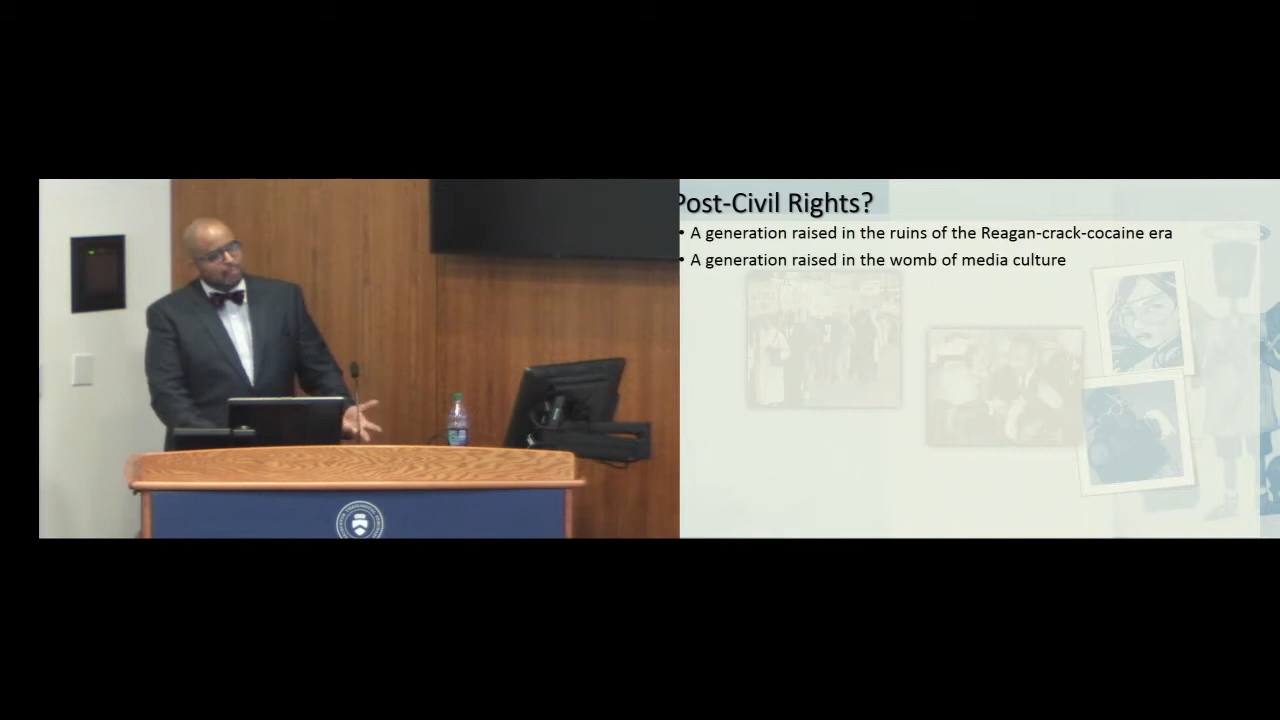 Post-Civil Rights?
• A generation raised in the ruins of the Reagan-crack-cocaine era
• A generation raised in the womb of media culture